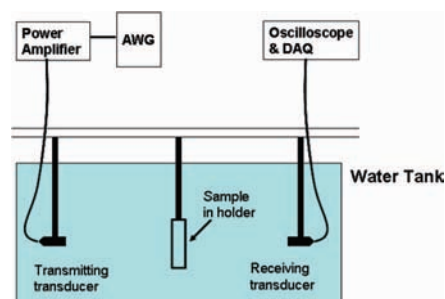 Power
Amplifier
AWG
Oscilloscope
& DAQ
Water Tank
Sample
in holder
Transmitting
transducer
Receiving
transducer